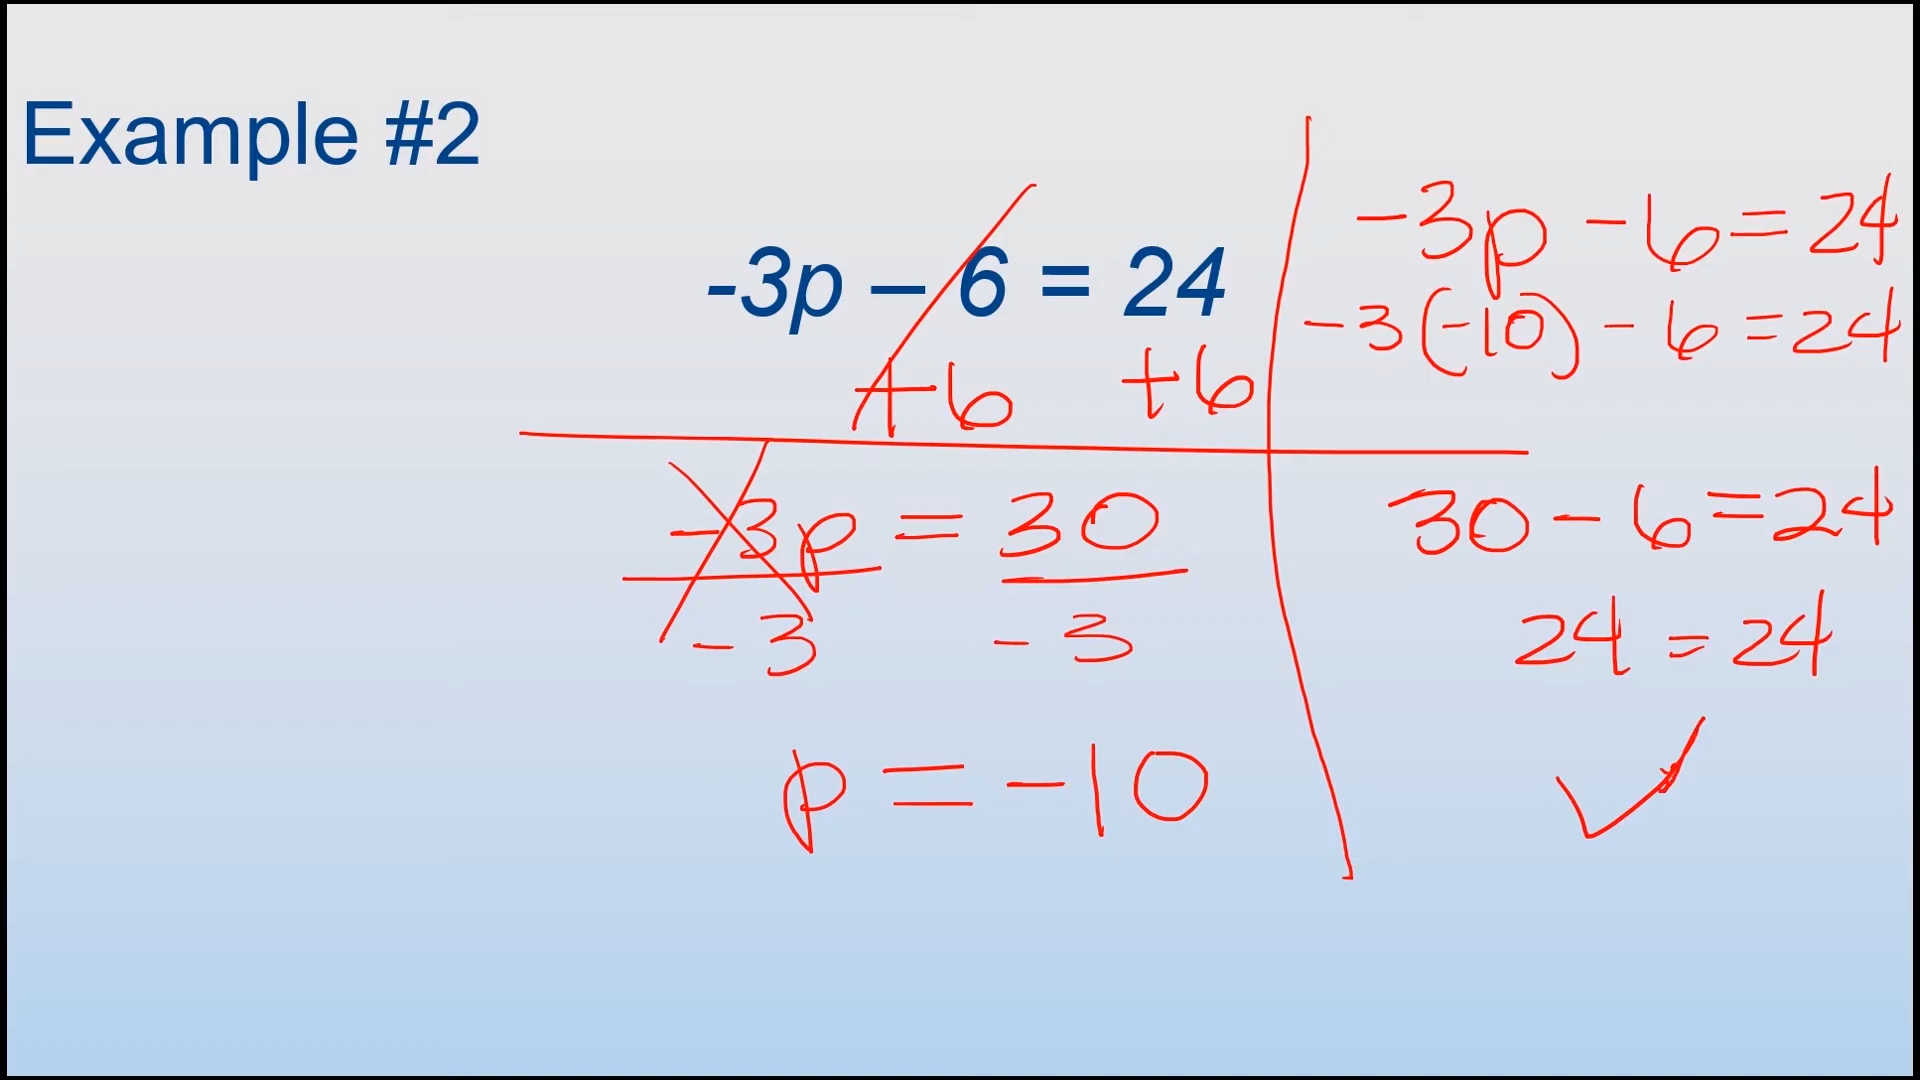 Example #2
-3p – 6 = 24
+6 +6
-3p = 30
-3 -3
p = -10
-3p - 6 = 24
-3(-10) - 6 = 24
30 - 6 = 24
24 = 24